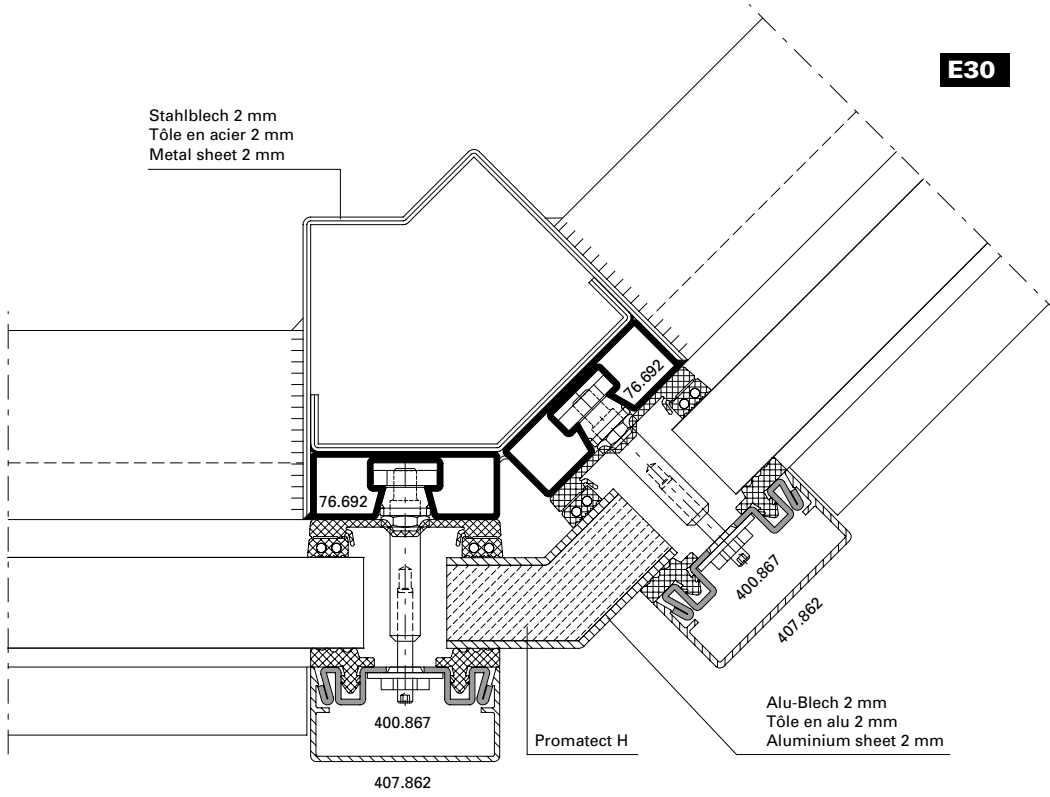 E30
Stahlblech 2 mm
Tôle en acier 2 mm
Metal sheet 2 mm
76.692
76.692
400.867
407.862
400.867
407.862
Promatect H
Alu-Blech 2 mm
Tôle en alu 2 mm
Aluminium sheet 2 mm